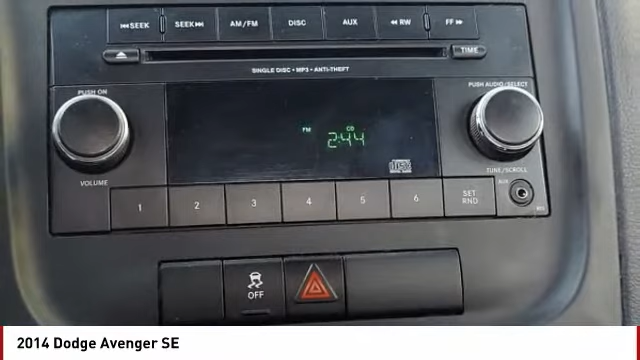 SEEK SEEK AM/FM DISC AUX RW FF
TIME
SINGLE DISC • MP3 • ANTI-THEFT
PUSH ON
PUSH AUDIO/SELECT
FM CD
2:44
VOLUME
TUNE/SCROLL
1 2 3 4 5 6 SET RND
AUX
OFF
2014 Dodge Avenger SE